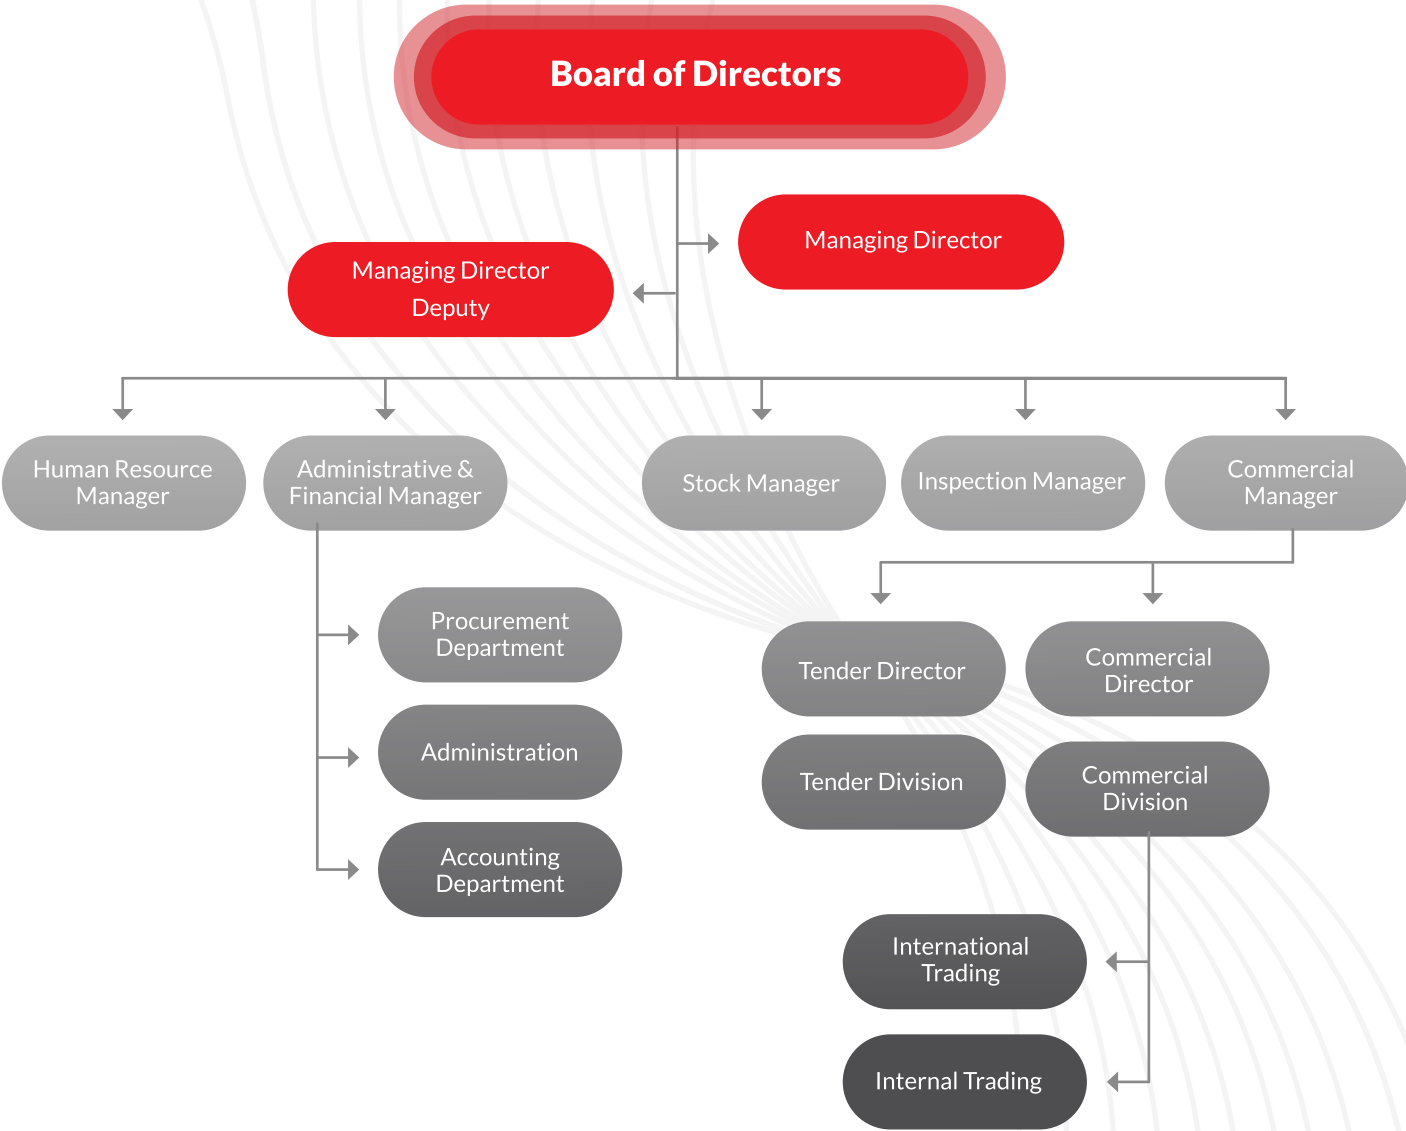 Board of Directors
Managing Director
Managing Director
Deputy
Human Resource
Manager
Administrative &
Financial Manager
Stock Manager
Inspection Manager
Commercial
Manager
Procurement
Department
Administration
Accounting
Department
Tender Director
Commercial
Director
Tender Division
Commercial
Division
International
Trading
Internal Trading